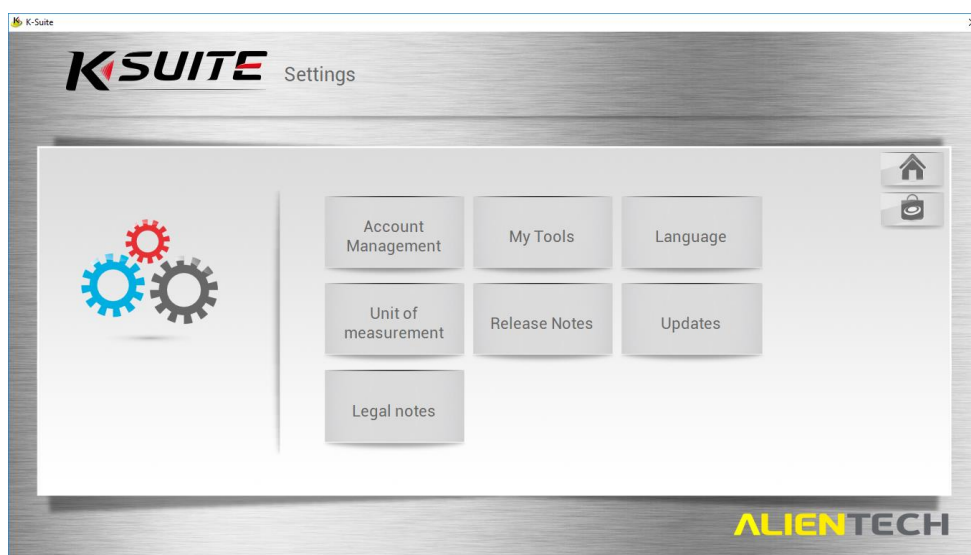 K-Suite
KSUITE Settings
Account
Management
My Tools
Language
Unit of
measurement
Release Notes
Updates
Legal notes
ALIENTECH